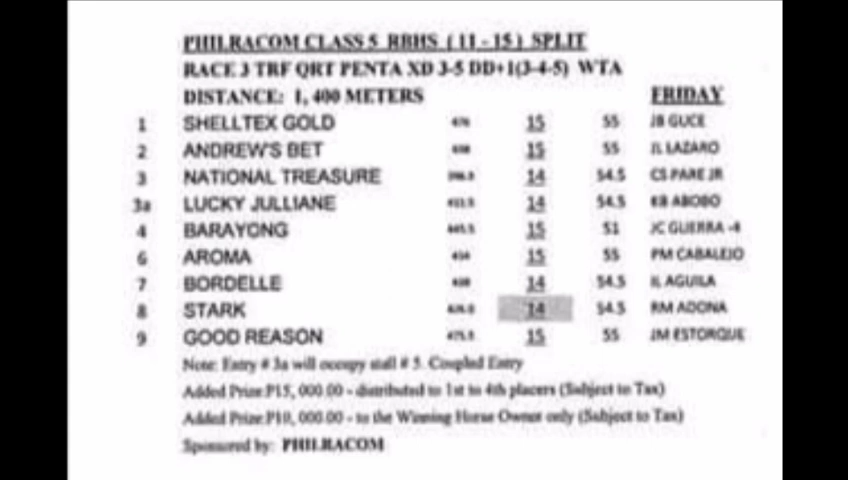 PHILRACOM CLASS 5 RBHS ( 11 - 15 ) SPLIT
RACE 3 TRF QRT PENTA XD 3-5 DD+1(3-4-5) WTA
DISTANCE: 1, 400 METERS FRIDAY
1 SHELLTEX GOLD 15 55 JB GUCE
2 ANDREW'S BET 15 55 JL LAZARO
3 NATIONAL TREASURE 14 54.5 CS PARE JR
3a LUCKY JULLIANE 14 54.5 KB ABOBO
4 BARAYONG 15 51 JC GUERRA -4
6 AROMA 15 55 PM CABALEJO
7 BORDELLE 14 54.5 IL AGUILA
8 STARK 14 54.5 RM ADONA
9 GOOD REASON 15 55 JM ESTORQUE
Note: Entry # 3a will occupy stall # 5. Coupled Entry
Added Prize:P15, 000.00 - distributed to 1st to 4th placers (Subject to Tax)
Added Prize:P10, 000.00 - to the Winning Horse Owner only (Subject to Tax)
Sponsored by: PHILRACOM